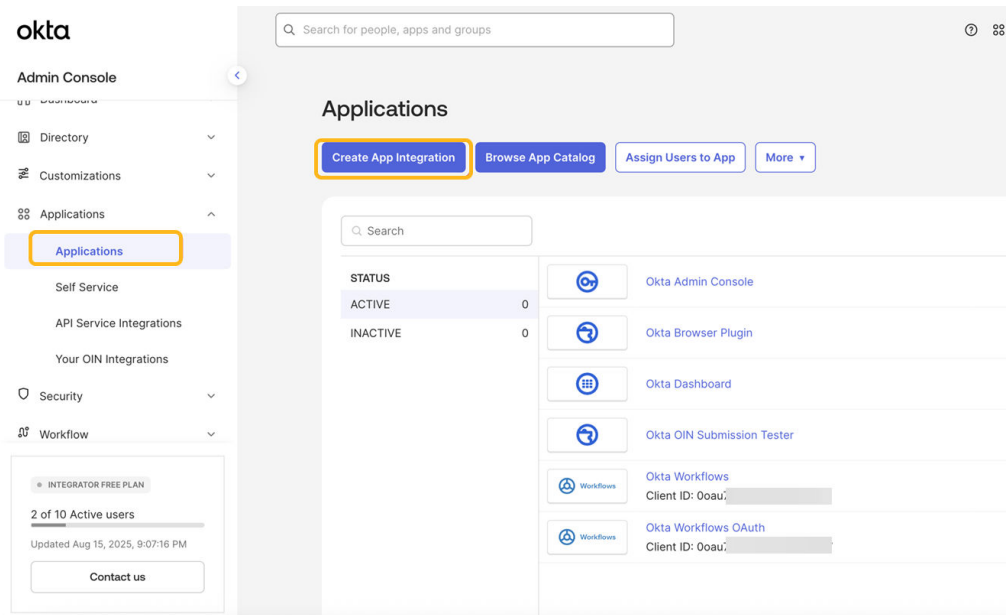 okta
Search for people, apps and groups
Admin Console
Dashboard
Directory
Customizations
Applications
Applications
Self Service
API Service Integrations
Your OIN Integrations
Security
Workflow
INTEGRATOR FREE PLAN
2 of 10 Active users
Updated Aug 15, 2025, 9:07:16 PM
Contact us
Applications
Create App Integration
Browse App Catalog
Assign Users to App
More
Search
STATUS
ACTIVE 0
INACTIVE 0
Okta Admin Console
Okta Browser Plugin
Okta Dashboard
Okta OIN Submission Tester
Workflows
Okta Workflows
Client ID: 0oau
Workflows
Okta Workflows OAuth
Client ID: 0oau